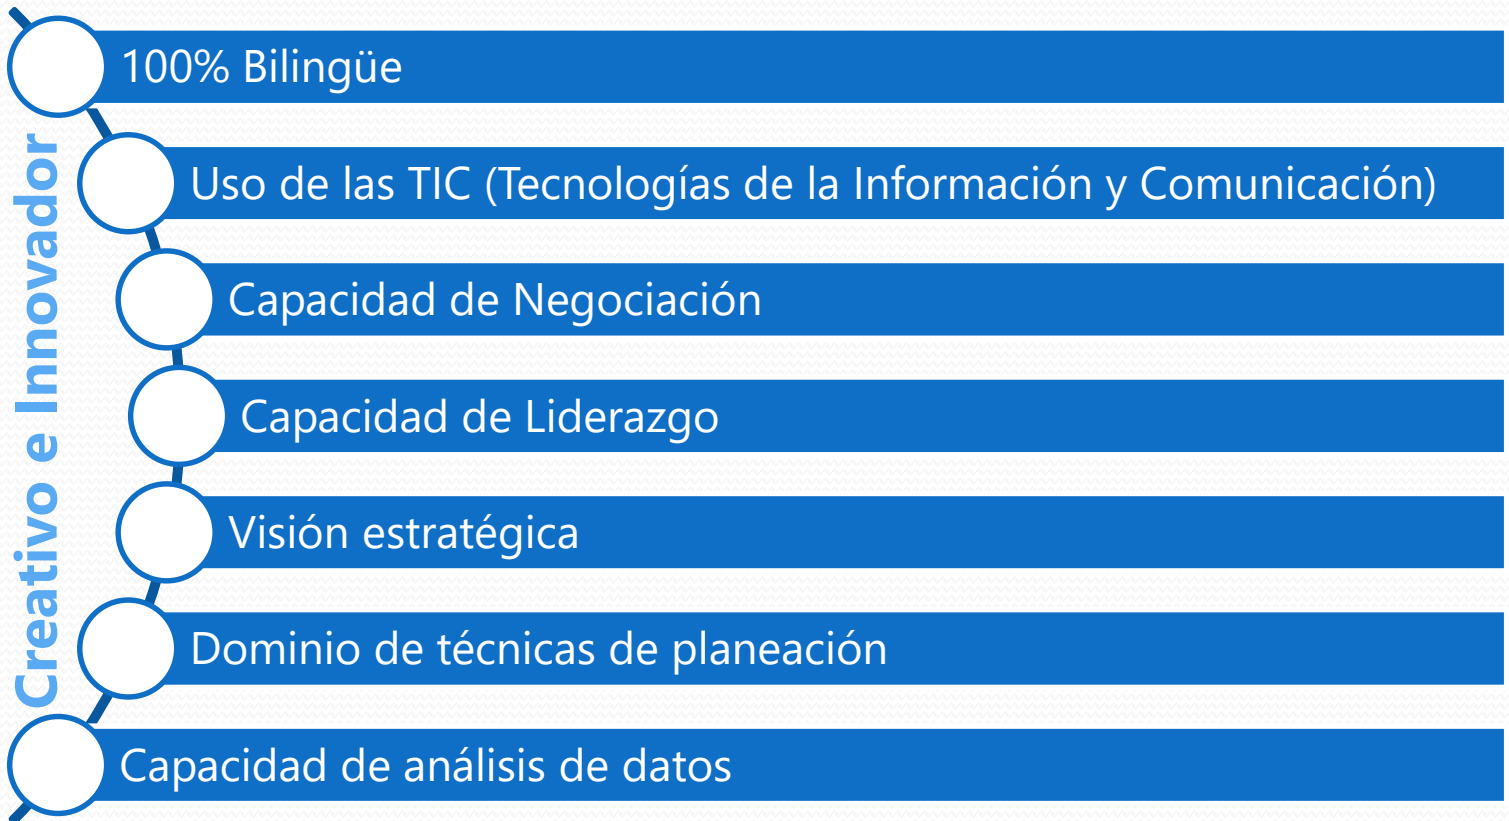 Creativo e Innovador
100% Bilingüe
Uso de las TIC (Tecnologías de la Información y Comunicación)
Capacidad de Negociación
Capacidad de Liderazgo
Visión estratégica
Dominio de técnicas de planeación
Capacidad de análisis de datos